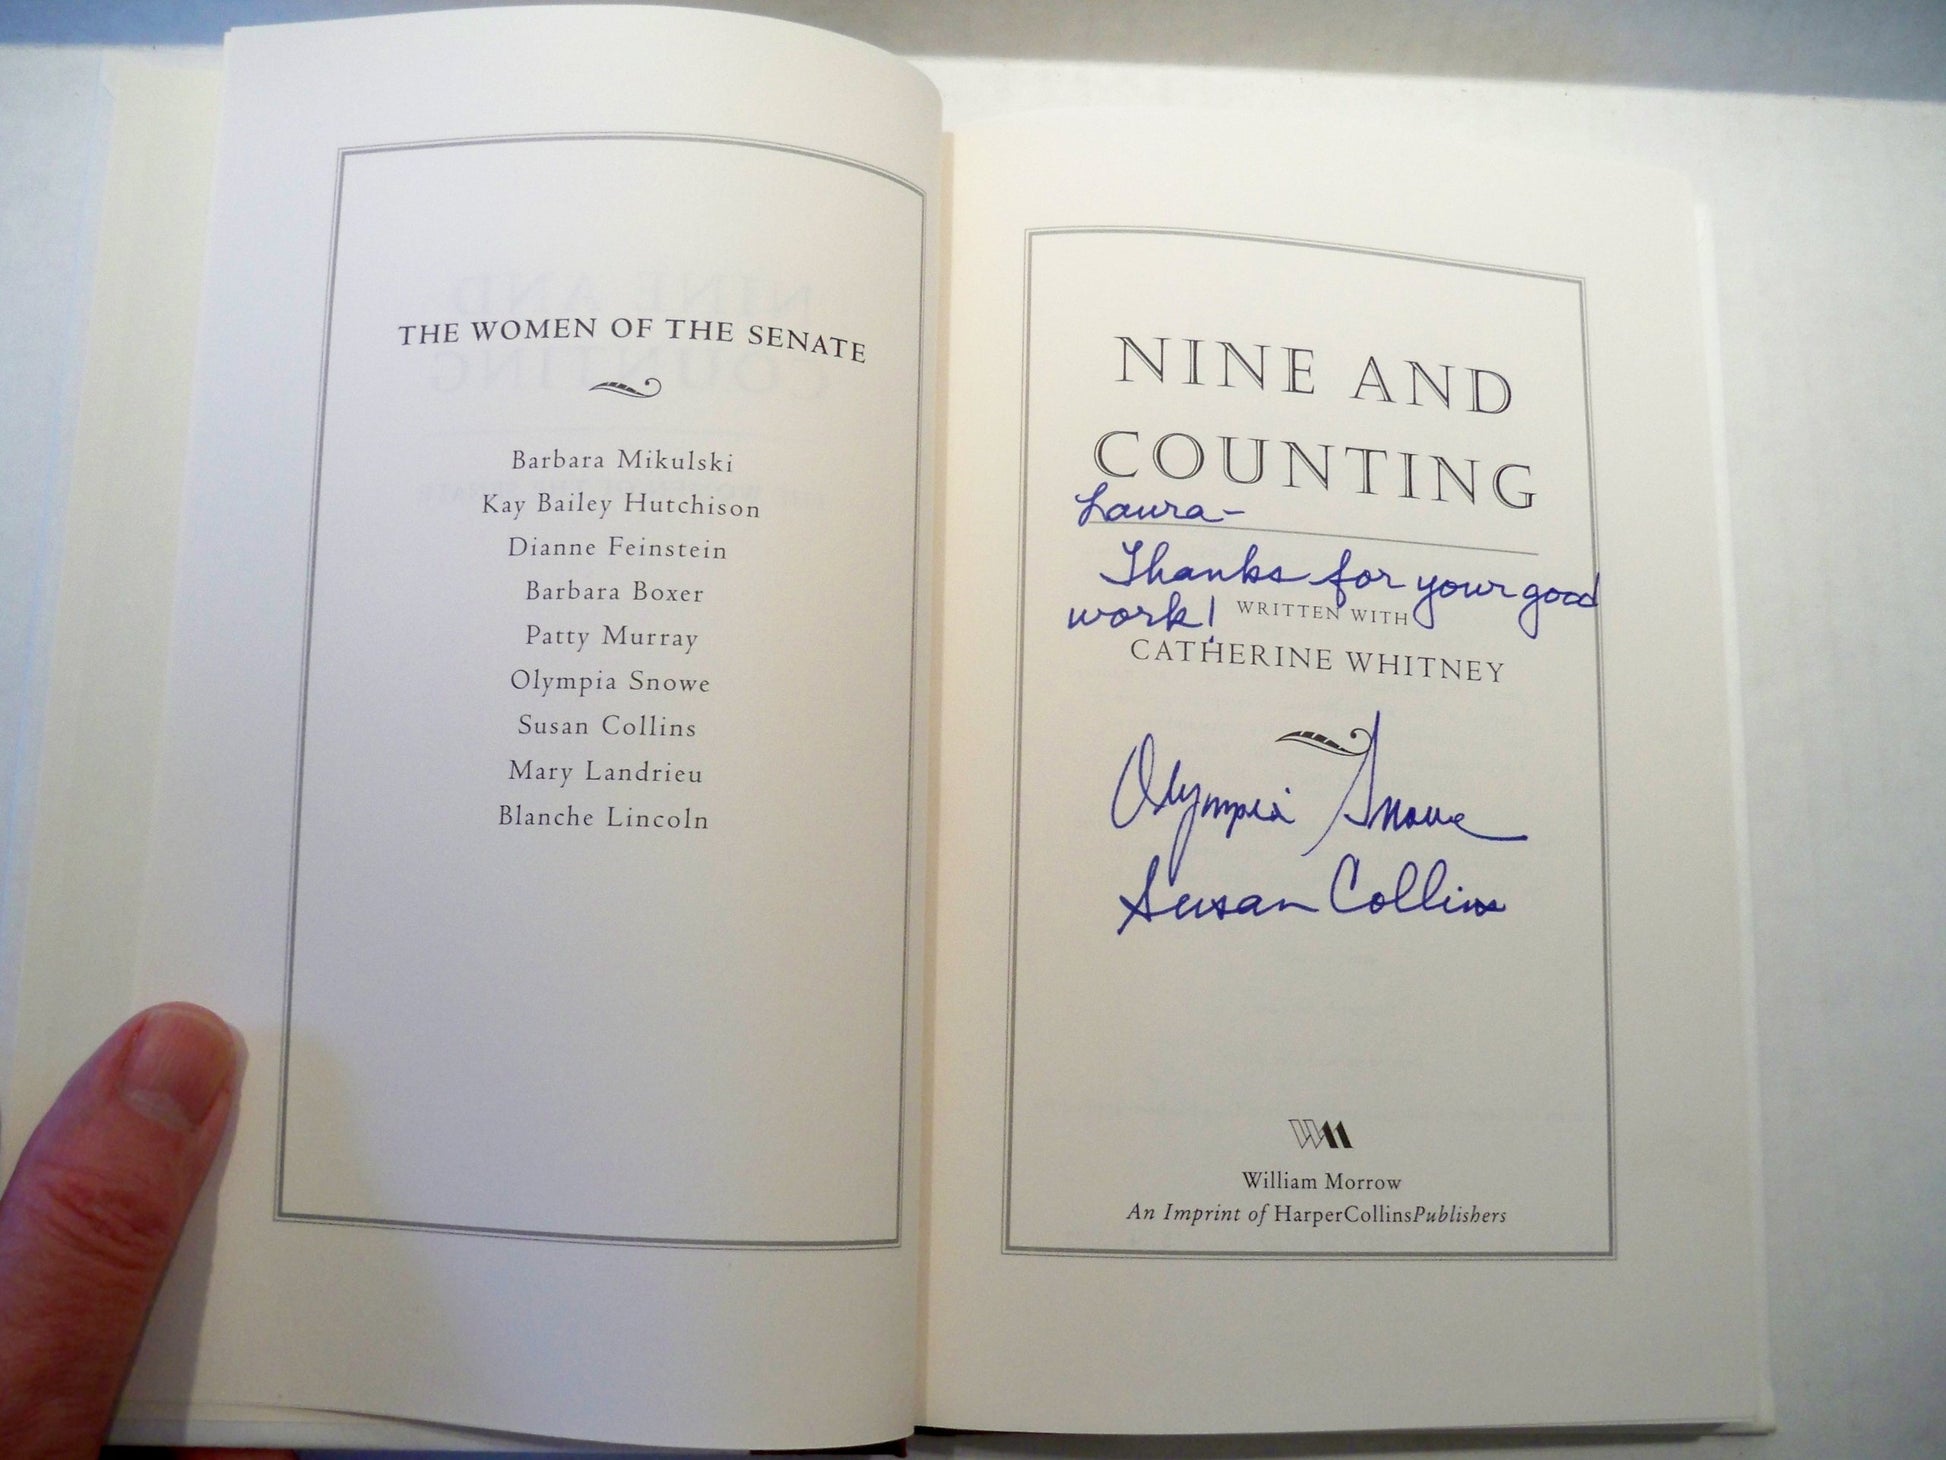 THE WOMEN OF THE SENATE
Barbara Mikulski
Kay Bailey Hutchison
Dianne Feinstein
Barbara Boxer
Patty Murray
Olympia Snowe
Susan Collins
Mary Landrieu
Blanche Lincoln
NINE AND
COUNTING
Laura-
Thanks for your good
work!
WRITTEN WITH
CATHERINE WHITNEY
Olympia Snowe
Susan Collins
WM
William Morrow
An Imprint of HarperCollinsPublishers